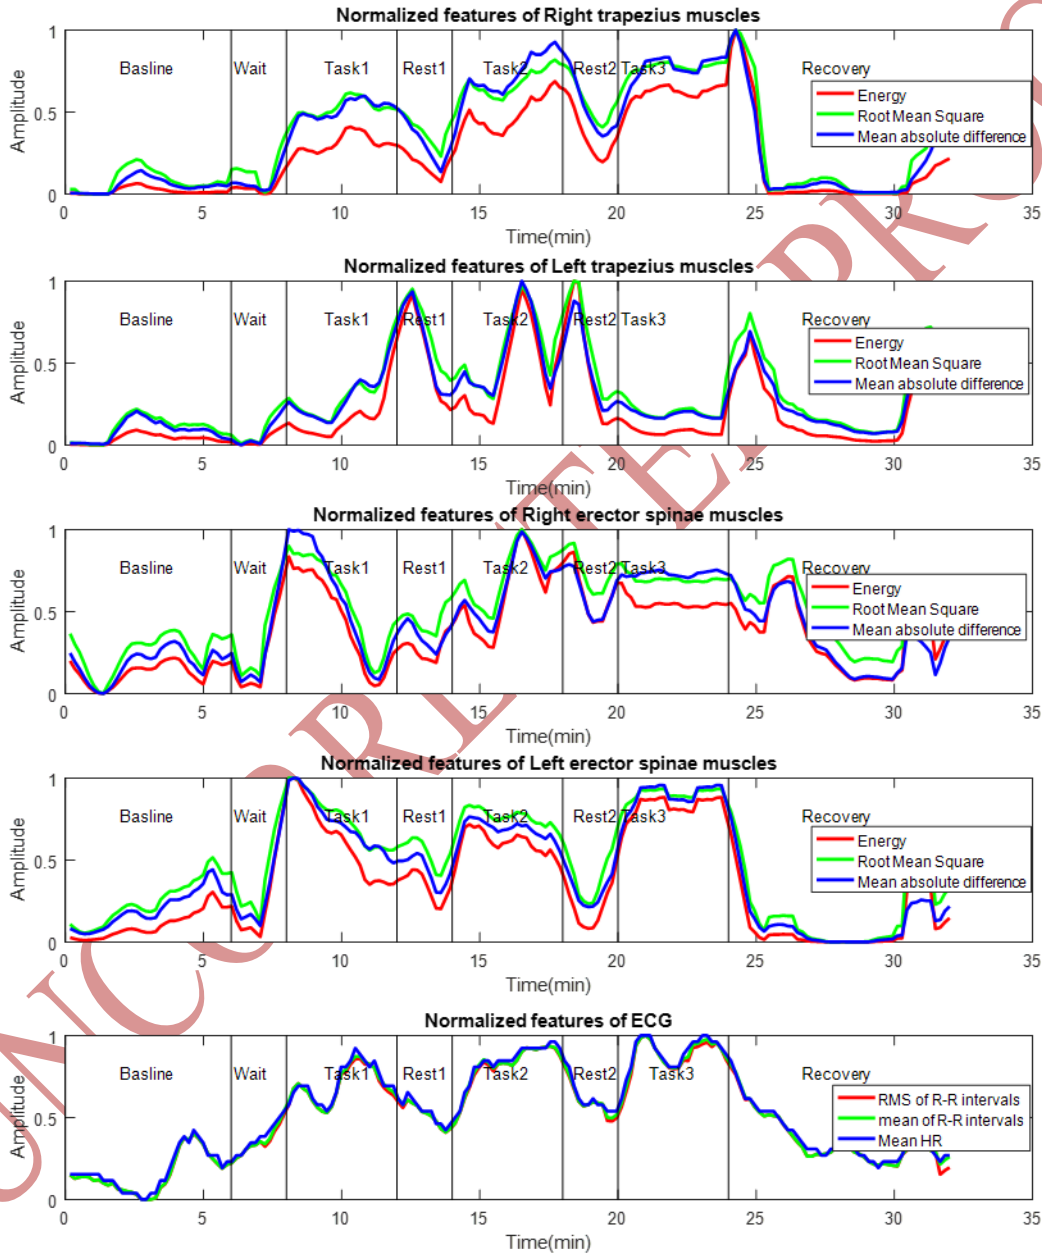 Normalized features of Right trapezius muscles
1
0.5
0
Amplitude
Basline Wait Task1 Rest1 Task2 Rest2 Task3 Recovery
Energy
Root Mean Square
Mean absolute difference
0 5 10 15 20 25 30 35
Time(min)
Normalized features of Left trapezius muscles
1
0.5
0
Amplitude
Basline Wait Task1 Rest1 Task2 Rest2 Task3 Recovery
Energy
Root Mean Square
Mean absolute difference
0 5 10 15 20 25 30 35
Time(min)
Normalized features of Right erector spinae muscles
1
0.5
0
Amplitude
Basline Wait Task1 Rest1 Task2 Rest2 Task3 Recovery
Energy
Root Mean Square
Mean absolute difference
0 5 10 15 20 25 30 35
Time(min)
Normalized features of Left erector spinae muscles
1
0.5
0
Amplitude
Basline Wait Task1 Rest1 Task2 Rest2 Task3 Recovery
Energy
Root Mean Square
Mean absolute difference
0 5 10 15 20 25 30 35
Time(min)
Normalized features of ECG
1
0.5
0
Amplitude
Basline Wait Task1 Rest1 Task2 Rest2 Task3 Recovery
RMS of R-R intervals
mean of R-R intervals
Mean HR
0 5 10 15 20 25 30 35
Time(min)